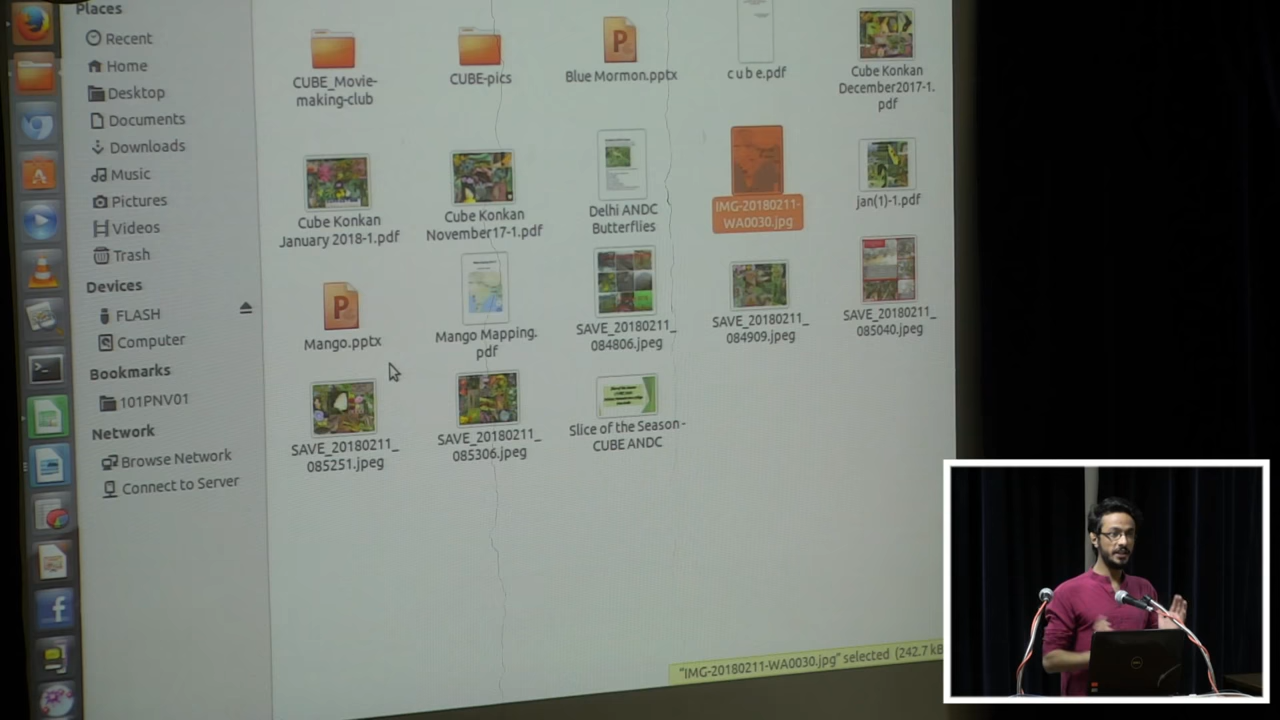 Places
Recent
Home
Desktop
Documents
Downloads
Music
Pictures
Videos
Trash
Devices
FLASH
Computer
Bookmarks
101PNV01
Network
Browse Network
Connect to Server
CUBE_Movie-
making-club
CUBE-pics
Blue Mormon.pptx
c u b e.pdf
Cube Konkan
December2017-1.
pdf
Cube Konkan
January 2018-1.pdf
Cube Konkan
November17-1.pdf
Delhi ANDC
Butterflies
IMG-20180211-
WA0030.jpg
jan(1)-1.pdf
Mango.pptx
Mango Mapping.
pdf
SAVE_20180211_
084806.jpeg
SAVE_20180211_
084909.jpeg
SAVE_20180211_
085040.jpeg
SAVE_20180211_
085251.jpeg
SAVE_20180211_
085306.jpeg
Slice of the Season-
CUBE ANDC
"IMG-20180211-WA0030.jpg" selected (242.7 kB